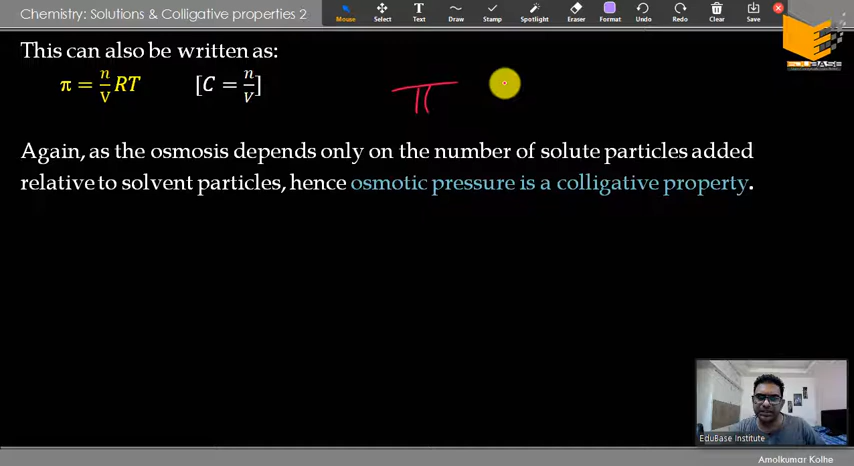 Chemistry: Solutions & Colligative properties 2
Mouse Select Text Draw Stamp Spotlight Eraser Format Undo Redo Clear Save
EDUBASE
This can also be written as:
π = n/V RT [C = n/V]
π
Again, as the osmosis depends only on the number of solute particles added
relative to solvent particles, hence osmotic pressure is a colligative property.
EduBase Institute
Amolkumar Kolhe